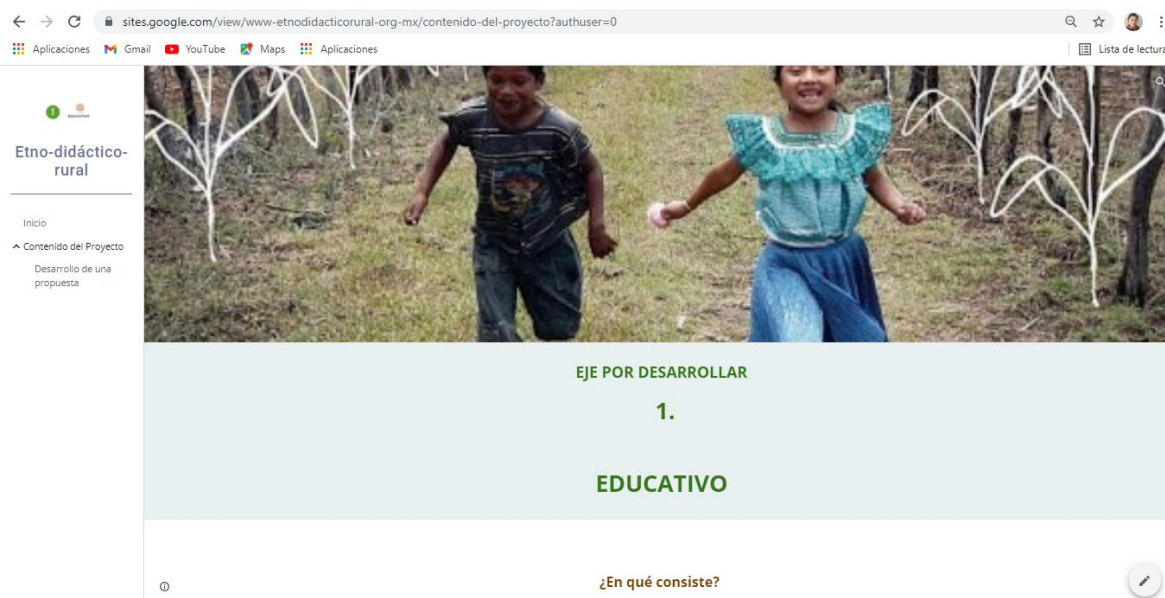 sites.google.com/view/www-etnodidacticorural-org-mx/contenido-del-proyecto?authuser=0
Aplicaciones Gmail YouTube Maps Aplicaciones Lista de lectura
Etno-didáctico-
rural
Inicio
Contenido del Proyecto
Desarrollo de una
propuesta
EJE POR DESARROLLAR
1.
EDUCATIVO
¿En qué consiste?